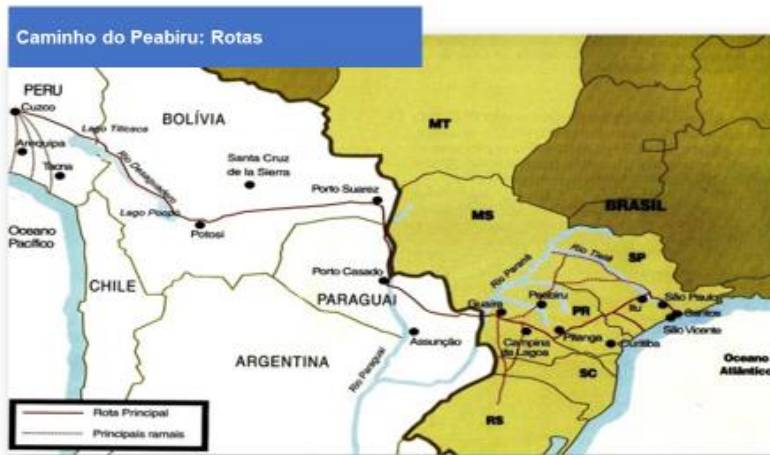 Caminho do Peabiru: Rotas
PERU
Cuzco
BOLÍVIA
MT
Lago Titicaca
Arequipa
Rio Desaguadero
Santa Cruz
de la Sierra
Tacna
Porto Suarez
BRASIL
MS
Lago Poopó
Oceano
Pacífico
Potosi
Rio Tietê
SP
Rio Paraná
CHILE
Porto Casado
PARAGUAI
Guaíra
Peabiru
PR
Itu
São Paulo
Santos
São Vicente
Assunção
Campina
da Lagoa
Pitanga
Curitiba
ARGENTINA
Rio Paraguai
SC
Oceano
Atlântico
RS
Rota Principal
Principais ramais